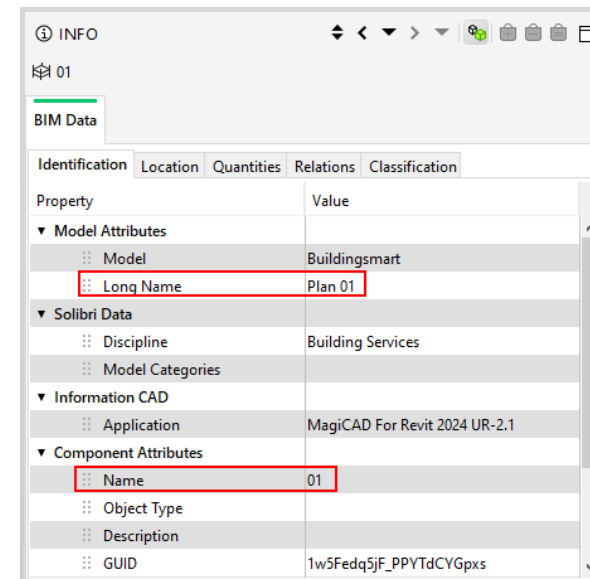 INFO
01
BIM Data
Identification Location Quantities Relations Classification
Property Value
Model Attributes
Model Buildingsmart
Long Name Plan 01
Solibri Data
Discipline Building Services
Model Categories
Information CAD
Application MagiCAD For Revit 2024 UR-2.1
Component Attributes
Name 01
Object Type
Description
GUID 1w5Fedq5jF_PPYTdCYGpxs